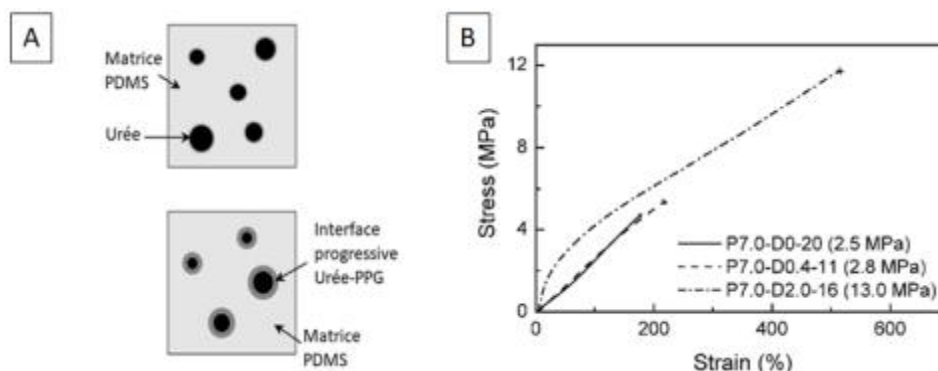 A
Matrice
PDMS
Urée
Interface
progressive
Urée-PPG
Matrice
PDMS
B
12
8
4
0
Stress (MPa)
P7.0-D0-20 (2.5 MPa)
P7.0-D0.4-11 (2.8 MPa)
P7.0-D2.0-16 (13.0 MPa)
0
200
400
600
Strain (%)